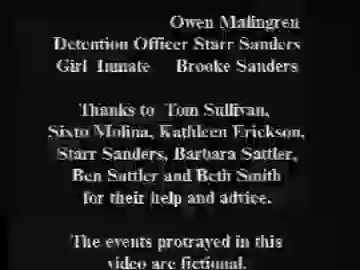 Owen Malingren
Detention Officer Starr Sanders
Girl Inmate Brooke Sanders
Thanks to Tom Sullivan,
Sixto Molina, Kathleen Erickson,
Starr Sanders, Barbara Sattler,
Ben Sattler and Beth Smith
for their help and advice.
The events protrayed in this
video are fictional.